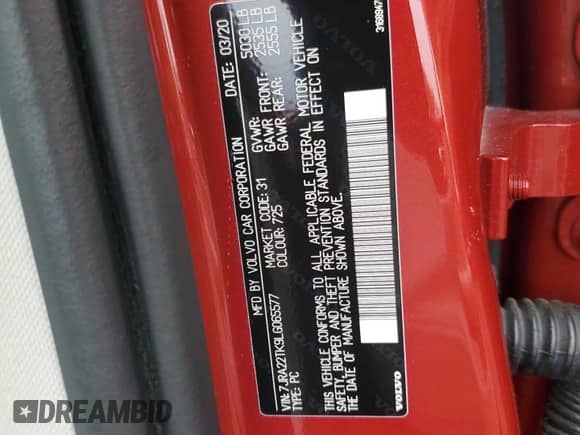 MFD BY VOLVO CAR CORPORATION DATE: 03/20
VIN: 7JRA22TK9LG065577
TYPE: PC
MARKET CODE: 31
COLOUR: 725
GVWR: 5030 LB
GAWR FRONT: 2535 LB
GAWR REAR: 2555 LB
THIS VEHICLE CONFORMS TO ALL APPLICABLE FEDERAL MOTOR VEHICLE
SAFETY, BUMPER AND THEFT PREVENTION STANDARDS IN EFFECT ON
THE DATE OF MANUFACTURE SHOWN ABOVE.
VOLVO
DREAMBID